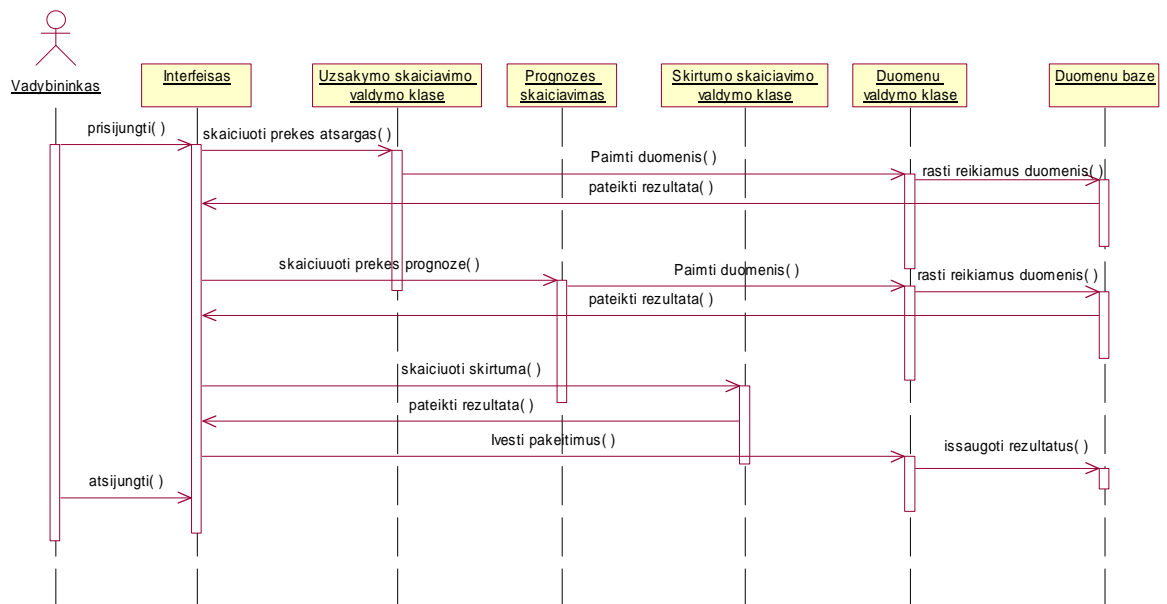 Vadybininkas
Interfeisas
Uzsakymo skaiciavimo
valdymo klase
Prognozes
skaiciavimas
Skirtumo skaiciavimo
valdymo klase
Duomenu
valdymo klase
Duomenu baze
prisijungti( )
skaiciuoti prekes atsargas( )
Paimti duomenis( )
rasti reikiamus duomenis( )
pateikti rezultata( )
skaiciuuoti prekes prognoze( )
Paimti duomenis( )
rasti reikiamus duomenis( )
pateikti rezultata( )
skaiciuoti skirtuma( )
pateikti rezultata( )
Ivesti pakeitimus( )
issaugoti rezultatus( )
atsijungti( )